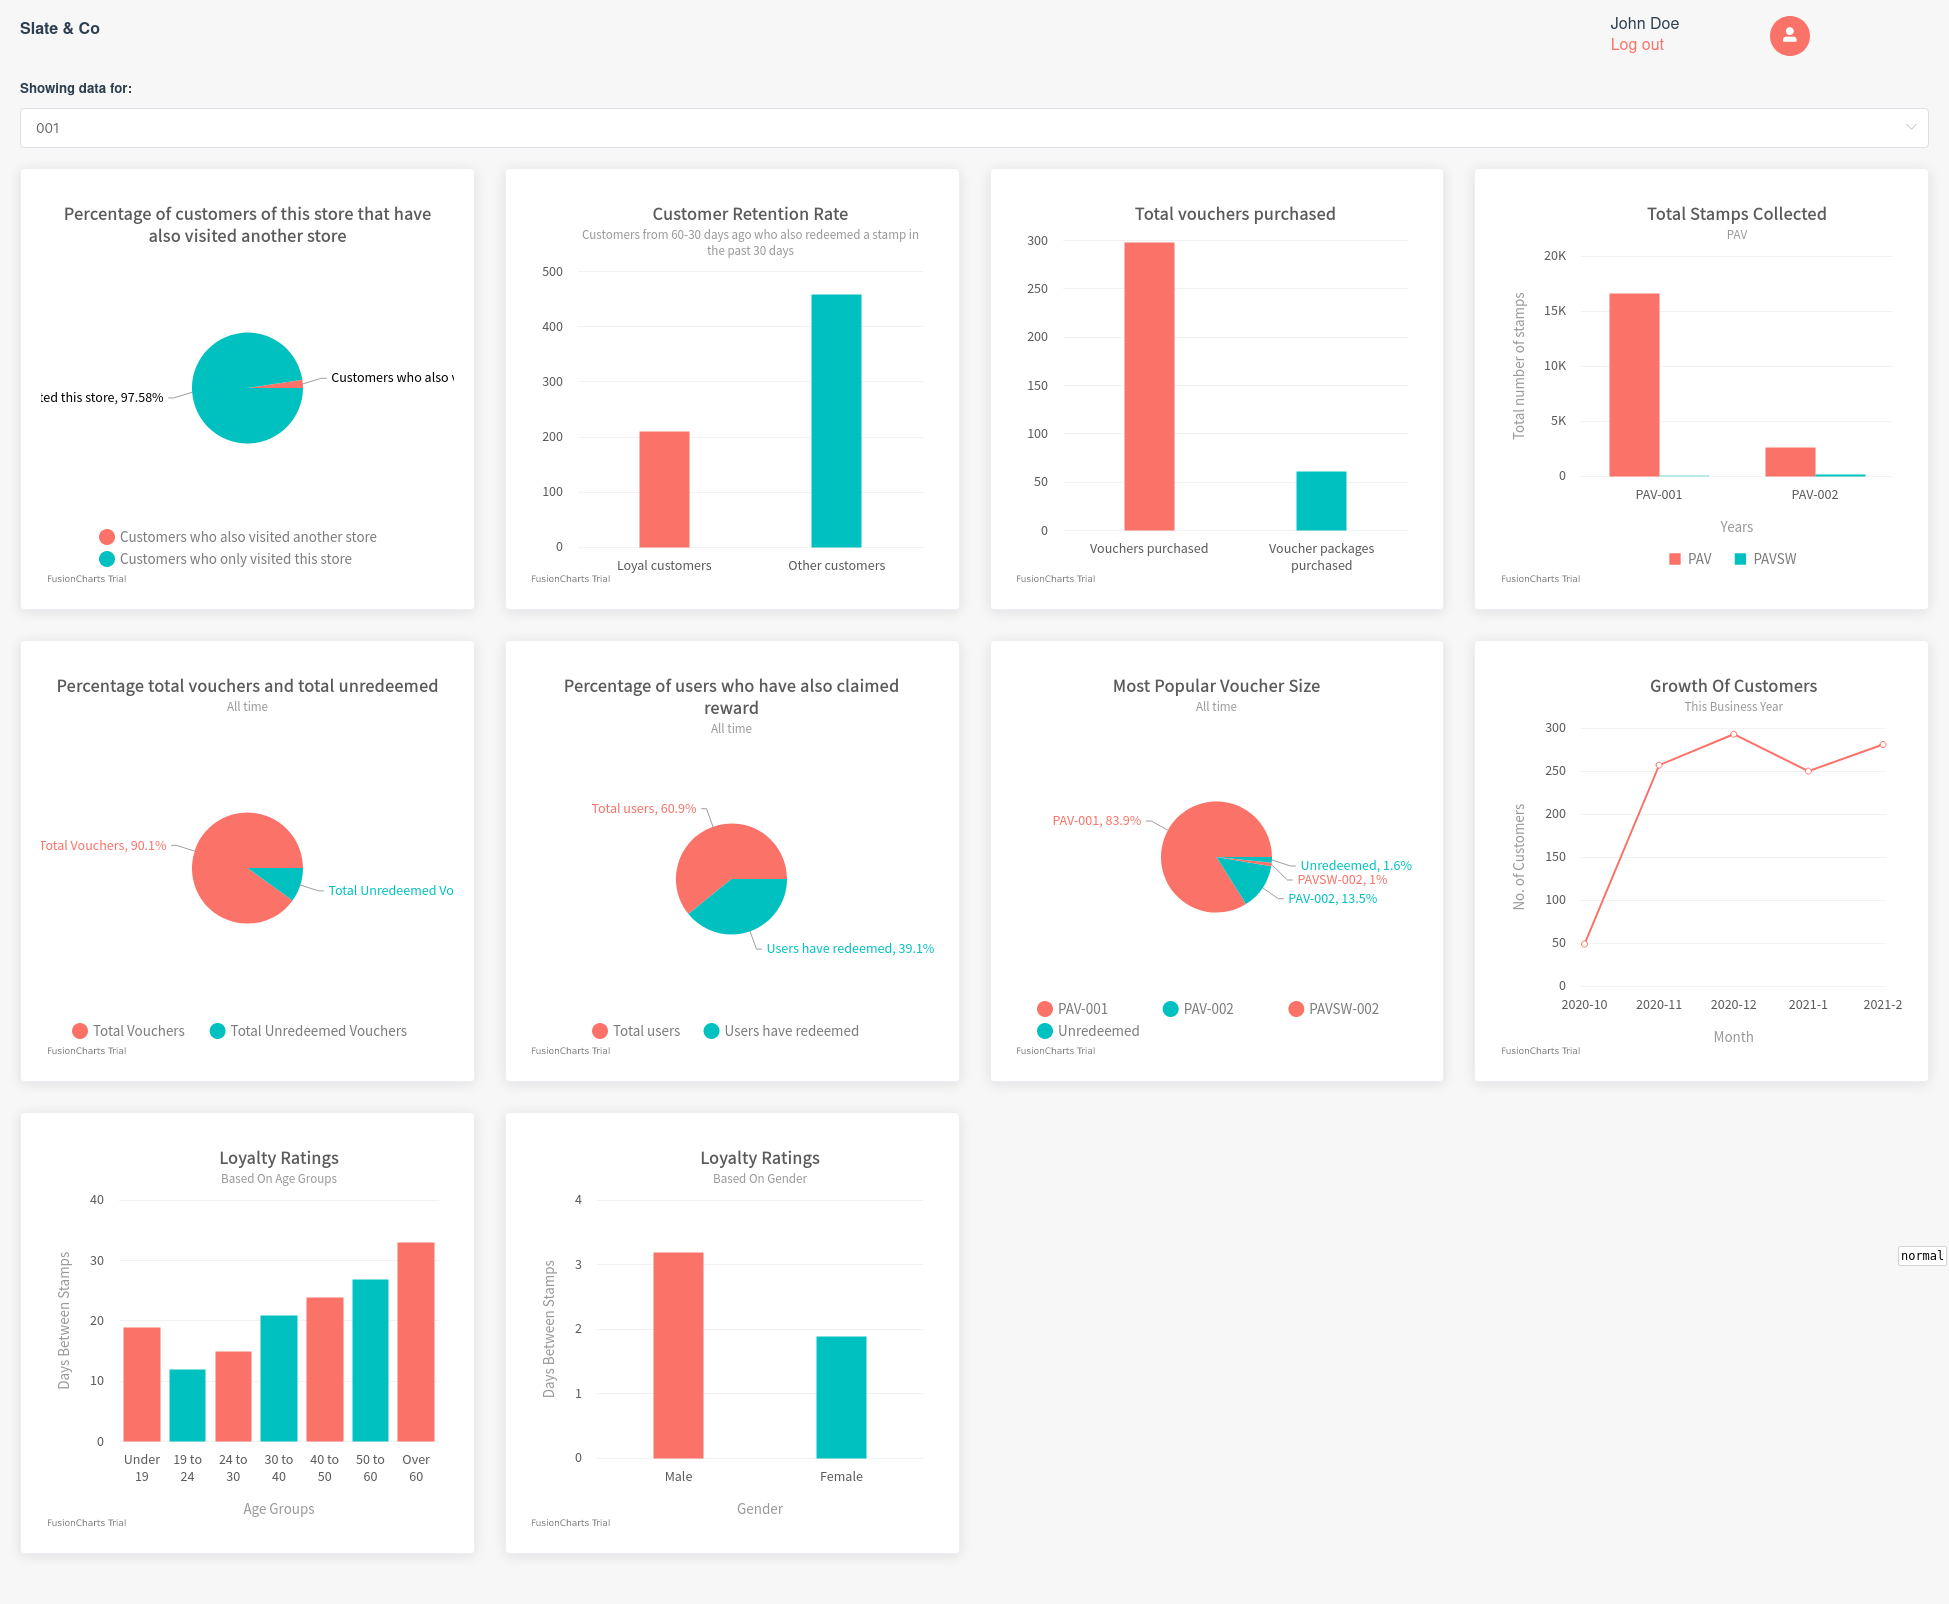 Slate & Co
John Doe
Log out
Showing data for:
001
Percentage of customers of this store that have
also visited another store
Customers who also
ted this store, 97.58%
Customers who also visited another store
Customers who only visited this store
FusionCharts Trial
Customer Retention Rate
Customers from 60-30 days ago who also redeemed a stamp in
the past 30 days
500
400
300
200
100
0
Loyal customers
Other customers
FusionCharts Trial
Total vouchers purchased
300
250
200
150
100
50
0
Vouchers purchased
Voucher packages
purchased
FusionCharts Trial
Total Stamps Collected
PAV
20K
15K
10K
5K
0
Total number of stamps
PAV-001
PAV-002
Years
PAV
PAVSW
FusionCharts Trial
Percentage total vouchers and total unredeemed
All time
Total Vouchers, 90.1%
Total Unredeemed Vo
Total Vouchers
Total Unredeemed Vouchers
FusionCharts Trial
Percentage of users who have also claimed
reward
All time
Total users, 60.9%
Users have redeemed, 39.1%
Total users
Users have redeemed
FusionCharts Trial
Most Popular Voucher Size
All time
PAV-001, 83.9%
Unredeemed, 1.6%
PAVSW-002, 1%
PAV-002, 13.5%
PAV-001
PAV-002
PAVSW-002
Unredeemed
FusionCharts Trial
Growth Of Customers
This Business Year
300
250
200
150
100
50
0
No. of Customers
2020-10
2020-11
2020-12
2021-1
2021-2
Month
FusionCharts Trial
Loyalty Ratings
Based On Age Groups
40
30
20
10
0
Days Between Stamps
Under
19
19 to
24
24 to
30
30 to
40
40 to
50
50 to
60
Over
60
Age Groups
FusionCharts Trial
Loyalty Ratings
Based On Gender
4
3
2
1
0
Days Between Stamps
Male
Female
Gender
FusionCharts Trial
normal